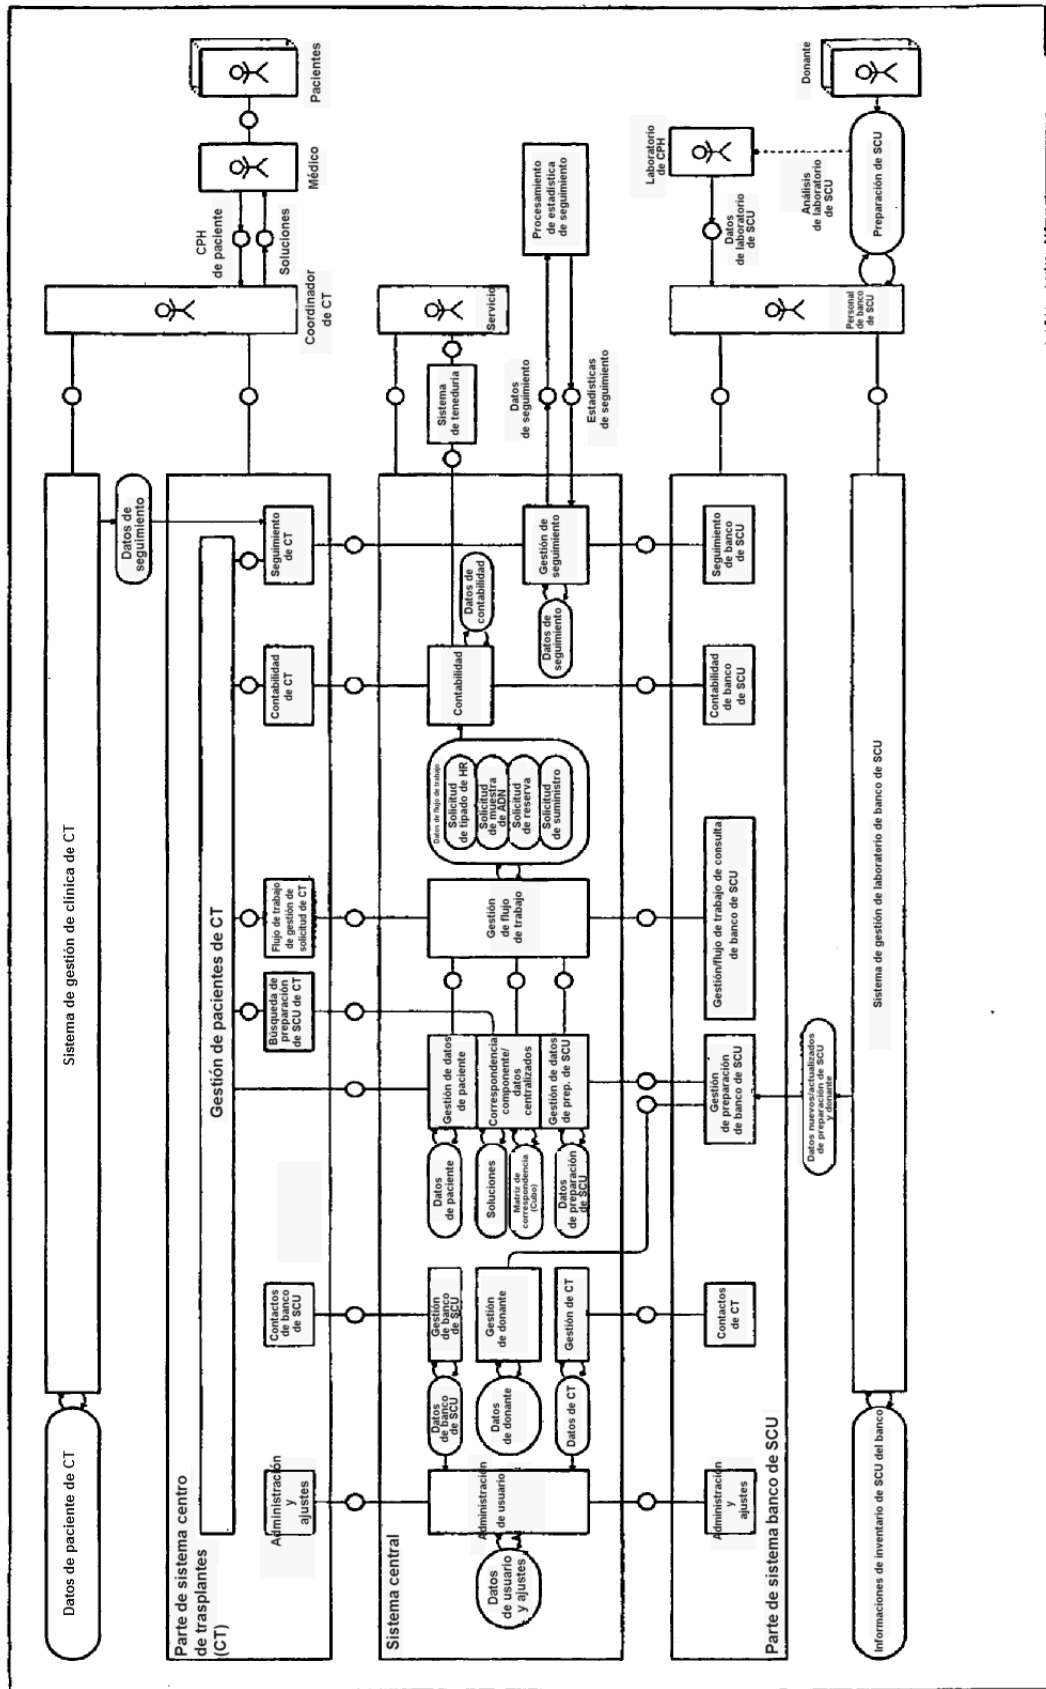 Datos de paciente de CT
Sistema de gestión de clínica de CT
Datos de
seguimiento
Coordinador
de CT
CPH
de paciente
Soluciones
Médico
Pacientes
Parte de sistema centro
de trasplantes
(CT)
Gestión de pacientes de CT
Administración
y
ajustes
Contactos
de banco
de SCU
Búsqueda de
preparación
de SCU de CT
Flujo de trabajo
de gestión de
solicitud de CT
Contabilidad
de CT
Seguimiento
de CT
Sistema central
Datos
de usuario
y ajustes
Administración
de usuario
Datos
de banco
de SCU
Gestión
de banco
de SCU
Datos
de donante
Gestión
de donante
Datos de CT
Gestión de CT
Datos
de paciente
Gestión de datos
de paciente
Soluciones
Matriz de
correspondencia
(Cubo)
Correspondencia
componente/
datos
centralizados
Datos
de preparación
de SCU
Gestión de datos
de prep. de SCU
Gestión
de flujo
de trabajo
Datos de flujo de trabajo
Solicitud
de tipado de HR
Solicitud
de muestra
de ADN
Solicitud
de reserva
Solicitud
de suministro
Contabilidad
Datos de
contabilidad
Datos de
seguimiento
Gestión de
seguimiento
Sistema
de teneduría
Servicio
Datos
de seguimiento
Estadísticas
de seguimiento
Procesamiento
de estadística
de seguimiento
Parte de sistema banco de SCU
Administración
y
ajustes
Contactos
de CT
Gestión
de preparación
de banco de SCU
Gestión/flujo de trabajo de consulta
de banco de SCU
Contabilidad
de banco
de SCU
Seguimiento
de banco
de SCU
Datos nuevos/actualizados
de preparación de SCU
y donante
Informaciones de inventario de SCU del banco
Sistema de gestión de laboratorio de banco de SCU
Personal
de banco
de SCU
Datos
de laboratorio
de SCU
Laboratorio
de CPH
Análisis
de laboratorio
de SCU
Preparación de SCU
Donante